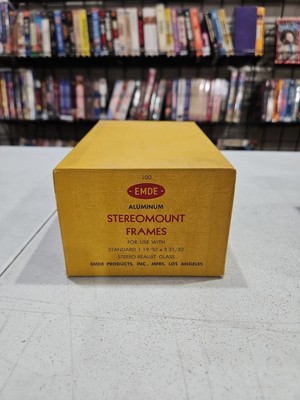 100
EMDE
ALUMINUM
STEREOMOUNT
FRAMES
FOR USE WITH
STANDARD 1 19/32 x 3 31/32
STEREO-REALIST GLASS
EMDE PRODUCTS, INC., MFRS. LOS ANGELES